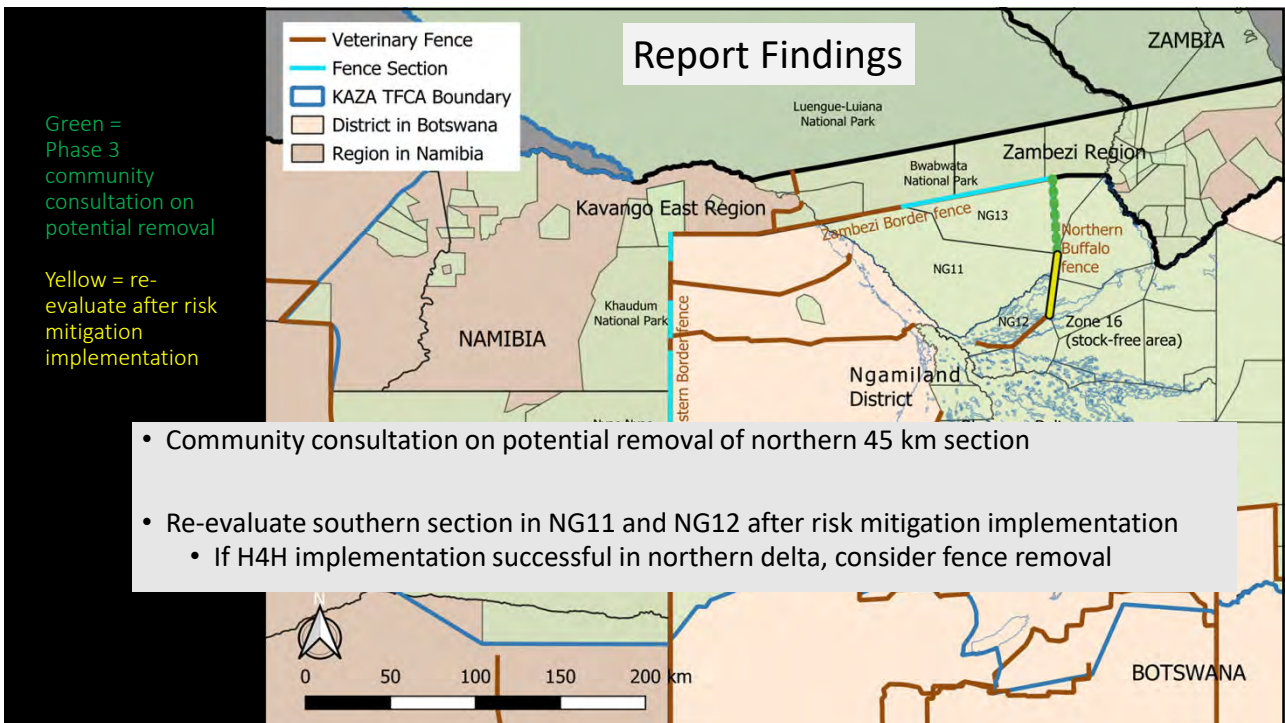 Report Findings
Veterinary Fence
Fence Section
KAZA TFCA Boundary
District in Botswana
Region in Namibia
Green =
Phase 3
community
consultation on
potential removal
Yellow = re-
evaluate after risk
mitigation
implementation
ZAMBIA
Luengue-Luiana
National Park
Zambezi Region
Bwabwata
National Park
Kavango East Region
Zambezi Border fence
NG13
Northern
Buffalo
fence
NG11
Khaudum
National Park
NG12
Zone 16
(stock-free area)
NAMIBIA
Border fence
Ngamiland
District
• Community consultation on potential removal of northern 45 km section
• Re-evaluate southern section in NG11 and NG12 after risk mitigation implementation
• If H4H implementation successful in northern delta, consider fence removal
N
0 50 100 150 200 km
BOTSWANA